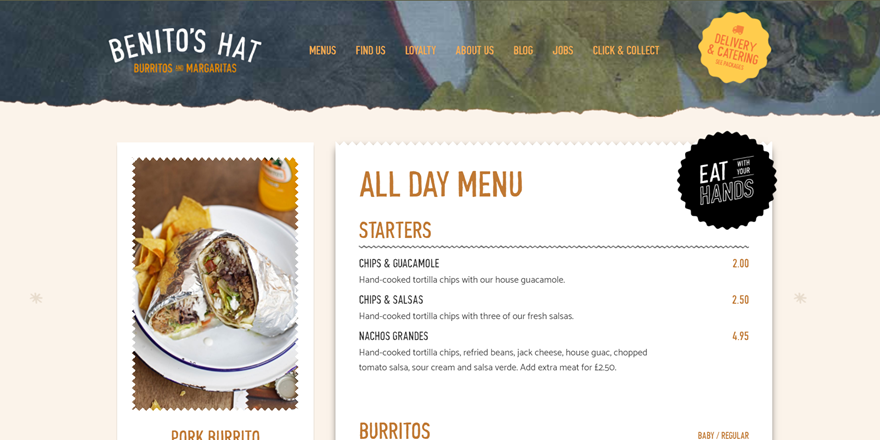 BENITO'S HAT
BURRITOS AND MARGARITAS
MENUS
FIND US
LOYALTY
ABOUT US
BLOG
JOBS
CLICK & COLLECT
DELIVERY
& CATERING
SEE PACKAGES
EAT WITH YOUR
HANDS
ALL DAY MENU
STARTERS
CHIPS & GUACAMOLE 2.00
Hand-cooked tortilla chips with our house guacamole.
CHIPS & SALSAS 2.50
Hand-cooked tortilla chips with three of our fresh salsas.
NACHOS GRANDES 4.95
Hand-cooked tortilla chips, refried beans, jack cheese, house guac, chopped
tomato salsa, sour cream and salsa verde. Add extra meat for £2.50.
PORK BURRITO
BURRITOS BABY / REGULAR